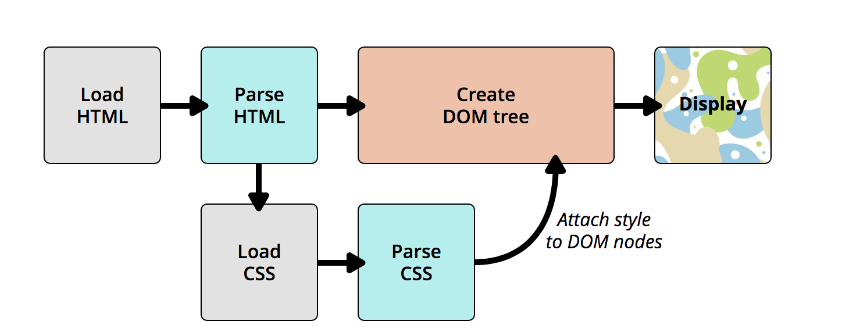 Load
HTML
Parse
HTML
Create
DOM tree
Display
Load
CSS
Parse
CSS
Attach style
to DOM nodes